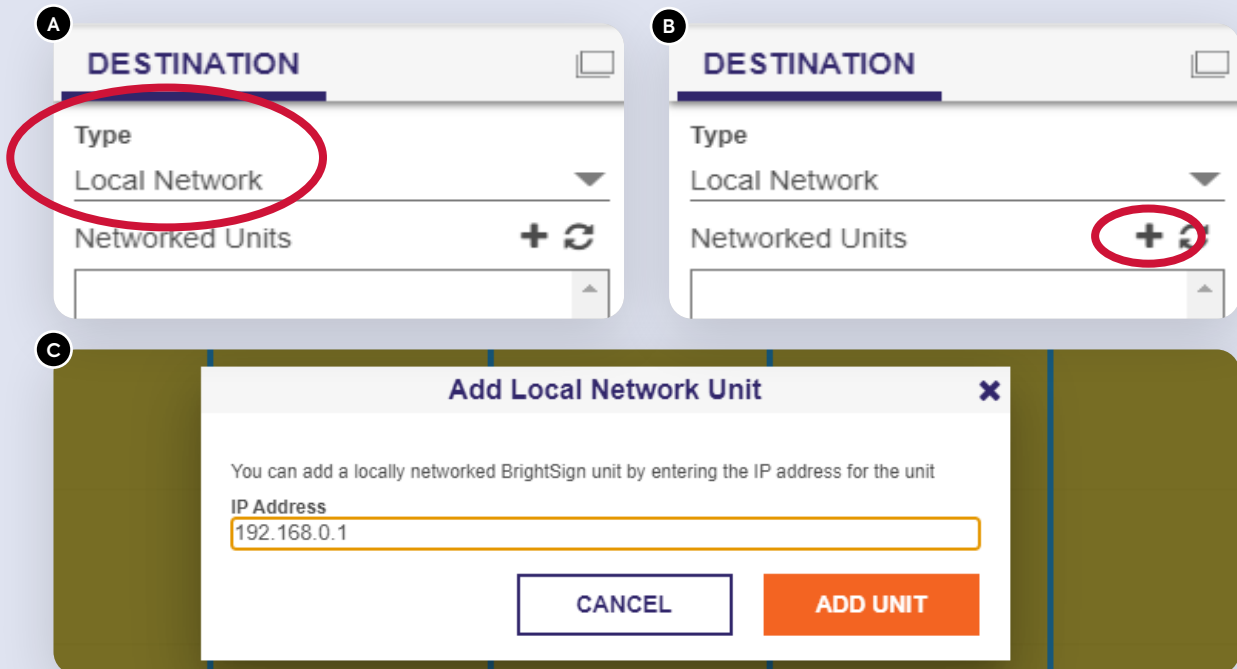 A
DESTINATION
Type
Local Network
Networked Units
B
DESTINATION
Type
Local Network
Networked Units
C
Add Local Network Unit
You can add a locally networked BrightSign unit by entering the IP address for the unit
IP Address
192.168.0.1
CANCEL
ADD UNIT